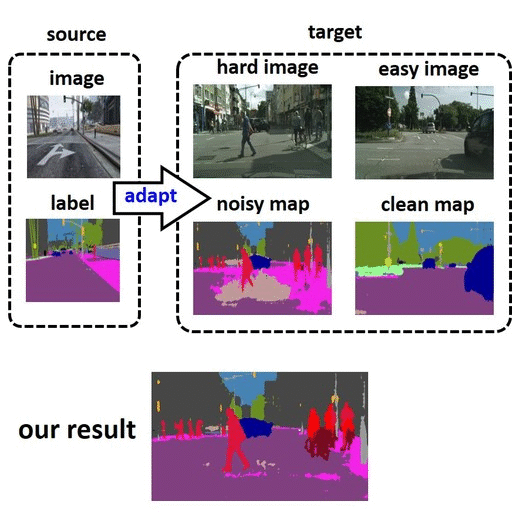 source
target
image
hard image
easy image
label
adapt
noisy map
clean map
our result